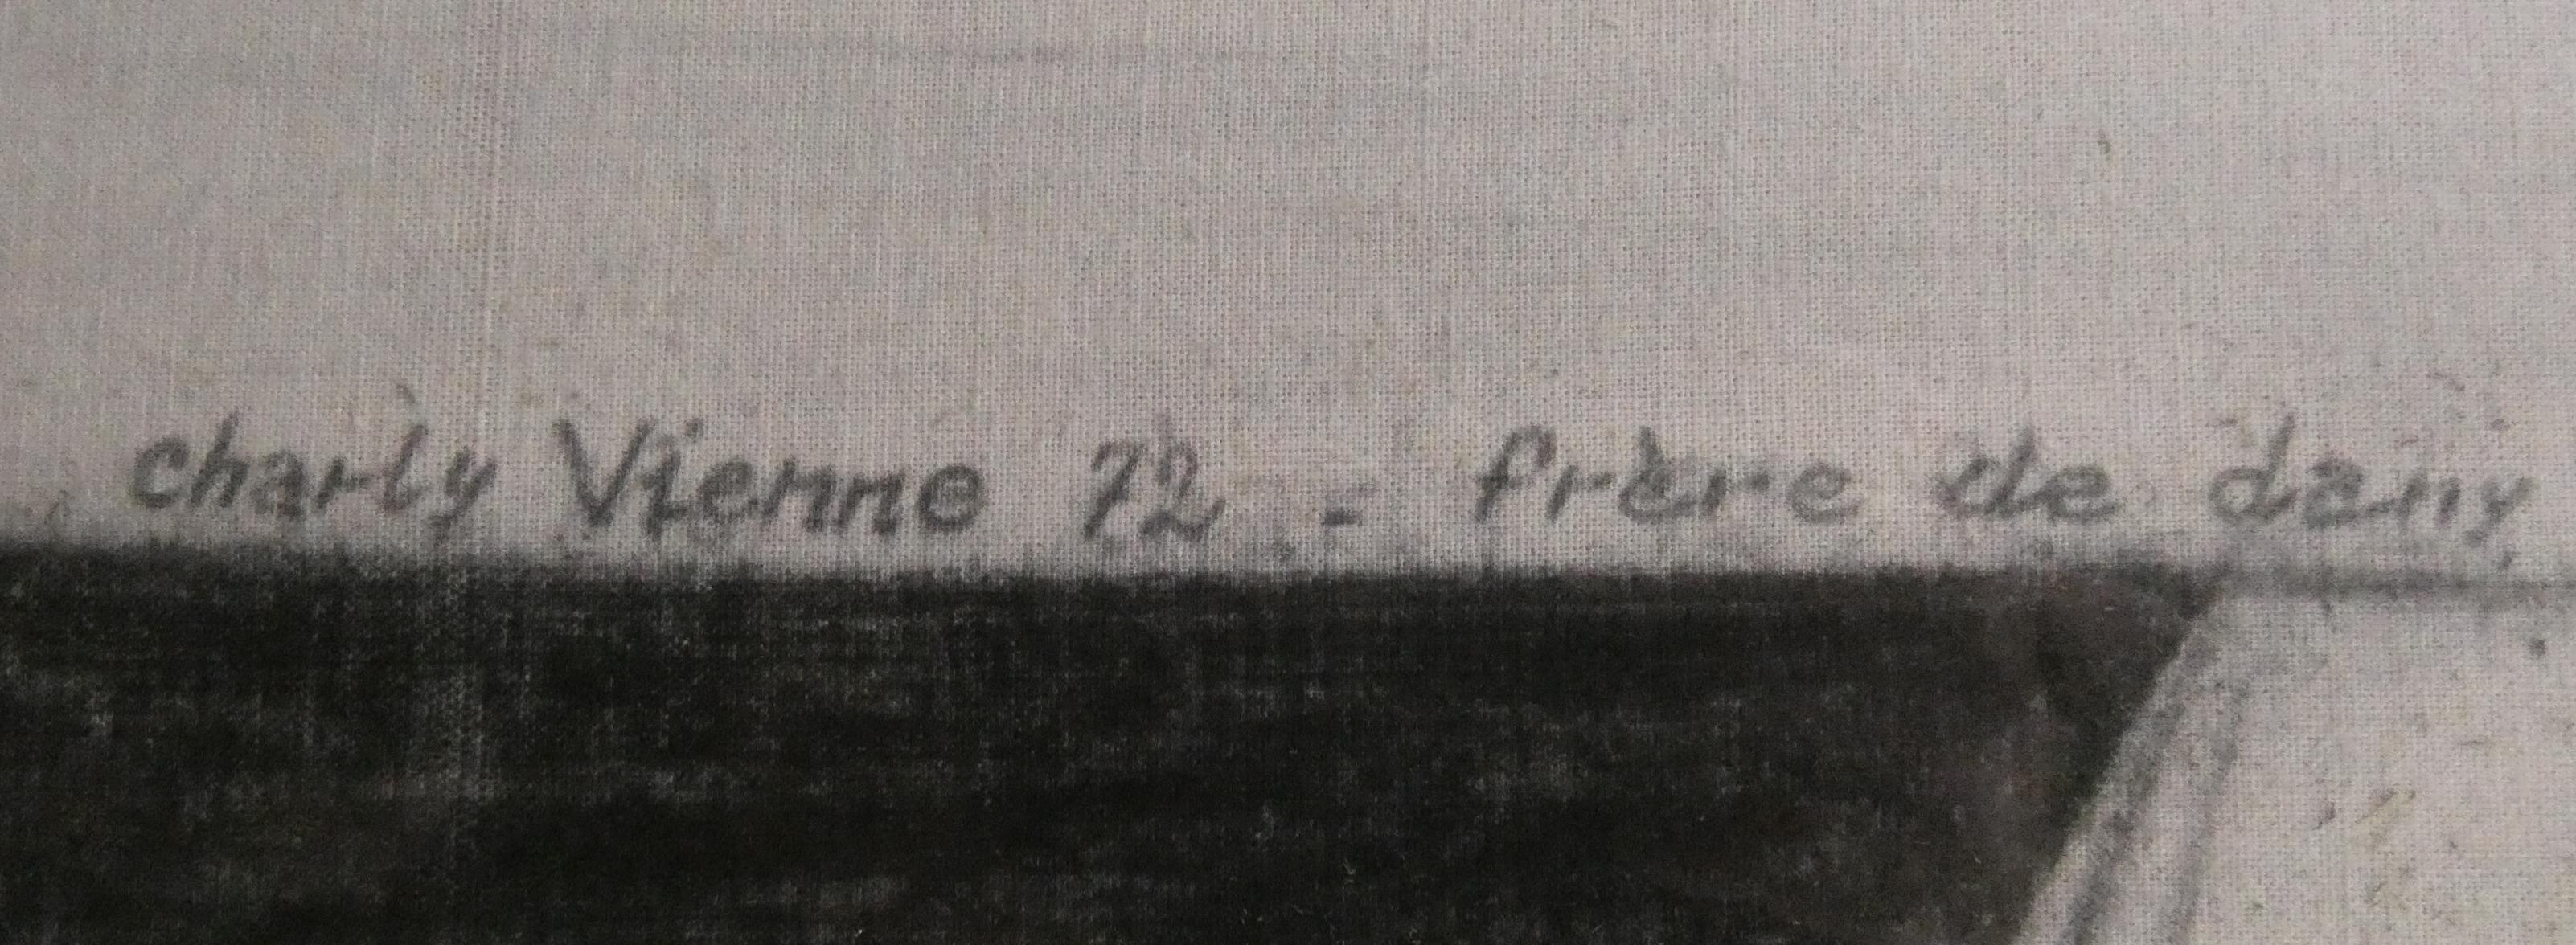 charly Vienne 72 - frère de dany